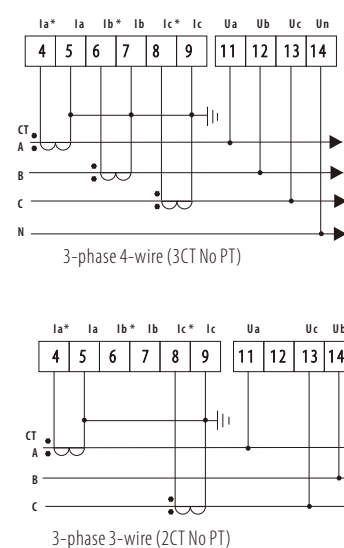 Ia* Ia Ib* Ib Ic* Ic Ua Ub Uc Un
4 5 6 7 8 9 11 12 13 14
CT
A
B
C
N
3-phase 4-wire (3CT No PT)
Ia* Ia Ib* Ib Ic* Ic Ua Uc Ub
4 5 6 7 8 9 11 12 13 14
CT
A
B
C
3-phase 3-wire (2CT No PT)